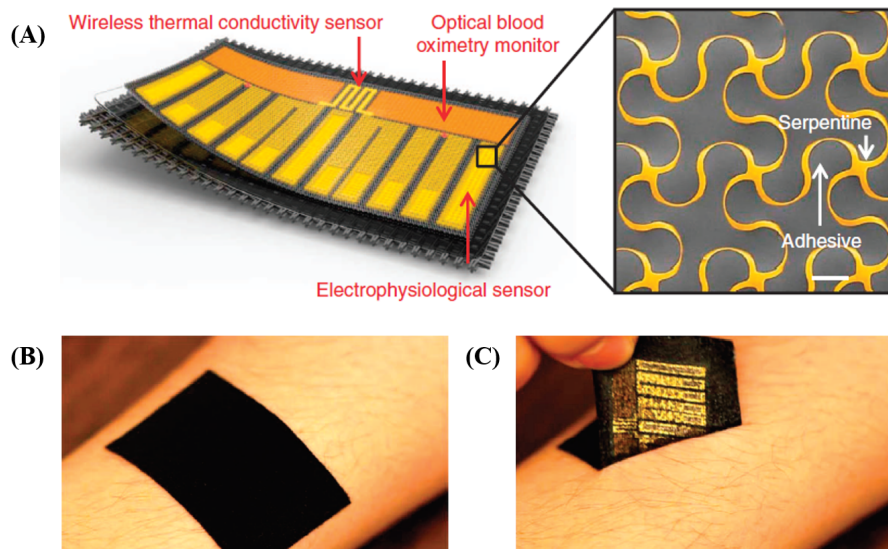 (A)
Wireless thermal conductivity sensor
Optical blood
oximetry monitor
Electrophysiological sensor
Serpentine
Adhesive
(B)
(C)